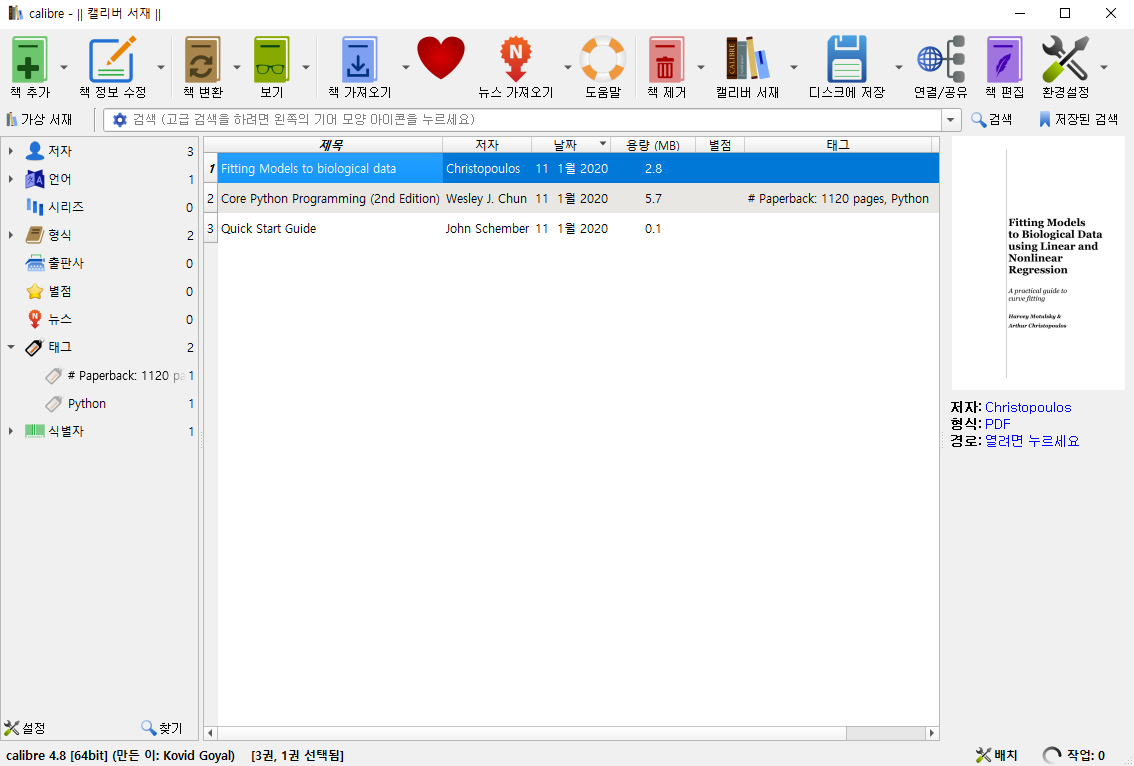 calibre - || 캘리버 서재 ||
책 추가
책 정보 수정
책 변환
보기
책 가져오기
뉴스 가져오기
도움말
책 제거
캘리버 서재
디스크에 저장
연결/공유
책 편집
환경설정
가상 서재
검색 (고급 검색을 하려면 왼쪽의 기어 모양 아이콘을 누르세요)
검색
저장된 검색
저자 3
언어 1
시리즈 0
형식 2
출판사 0
별점 0
뉴스 0
태그 2
# Paperback: 1120 pa 1
Python 1
식별자 1
설정
찾기
제목 저자 날짜 용량 (MB) 별점 태그
1 Fitting Models to biological data Christopoulos 11 1월 2020 2.8
2 Core Python Programming (2nd Edition) Wesley J. Chun 11 1월 2020 5.7 # Paperback: 1120 pages, Python
3 Quick Start Guide John Schember 11 1월 2020 0.1
Fitting Models
to Biological Data
using Linear and
Nonlinear
Regression
A practical guide to
curve fitting
Harvey Motulsky &
Arthur Christopoulos
저자: Christopoulos
형식: PDF
경로: 열려면 누르세요
calibre 4.8 [64bit] (만든 이: Kovid Goyal) [3권, 1권 선택됨]
배치
작업: 0